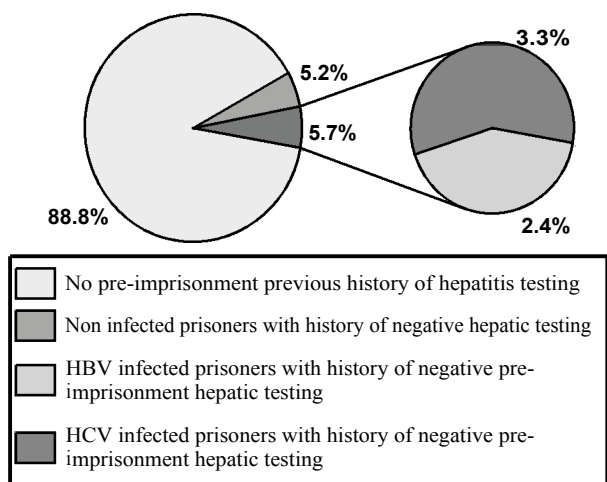 3.3%
5.2%
5.7%
88.8%
2.4%
No pre-imprisonment previous history of hepatitis testing
Non infected prisoners with history of negative hepatic testing
HBV infected prisoners with history of negative pre-
imprisonment hepatic testing
HCV infected prisoners with history of negative pre-
imprisonment hepatic testing